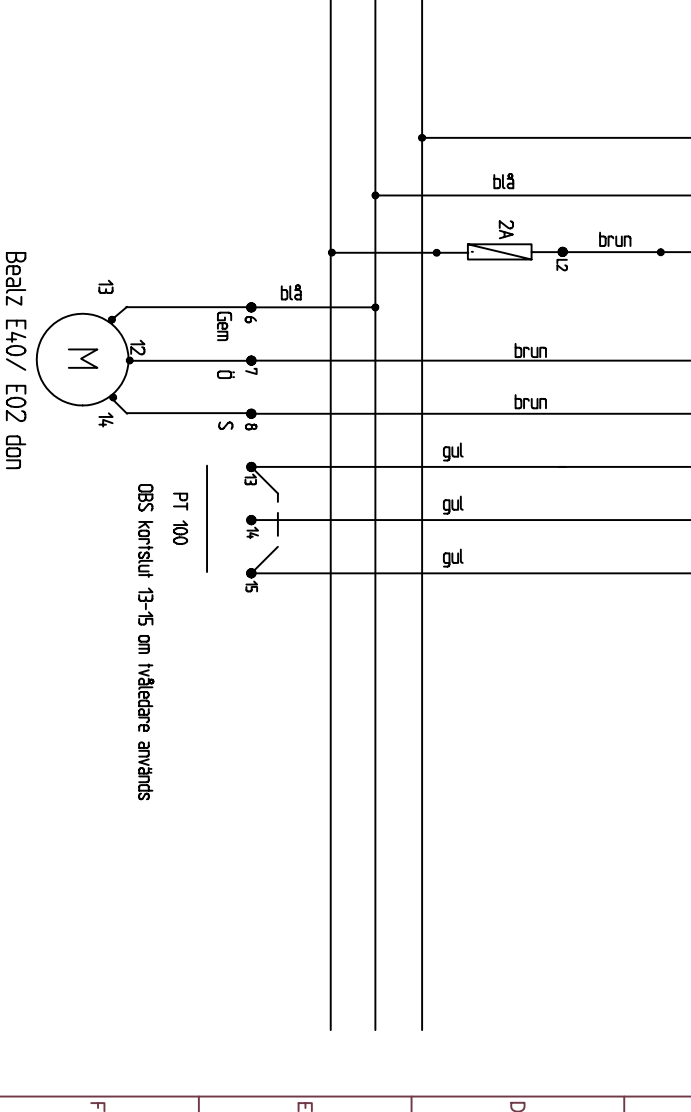 blå
2A
L2
brun
blå
13
6
Gem
12
7
Ö
brun
M
14
8
S
brun
13
gul
14
gul
15
gul
PT 100
OBS kortslut 13-15 om tvåledare används
Bealz E40/ E02 don
F
E
D